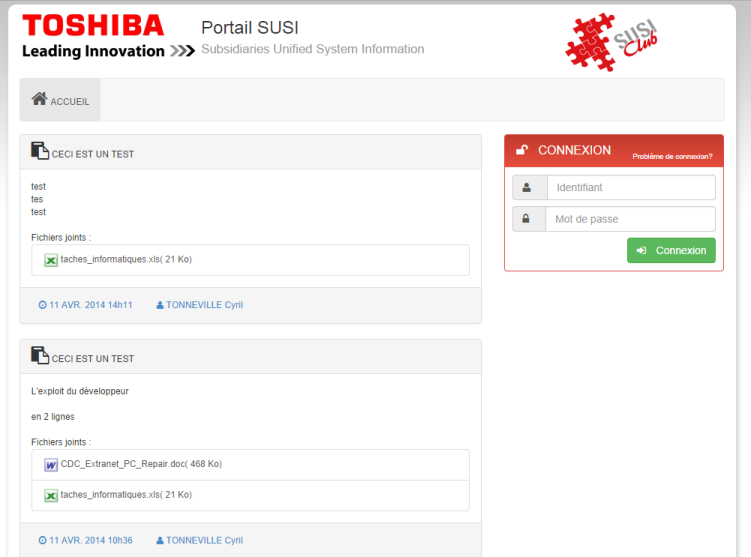 TOSHIBA
Leading Innovation >>>
Portail SUSI
Subsidiaries Unified System Information
SUSI
Club
ACCUEIL
CECI EST UN TEST
test
tes
test
Fichiers joints :
taches_informatiques.xls( 21 Ko)
11 AVR. 2014 14h11 TONNEVILLE Cyril
CECI EST UN TEST
L'exploit du développeur
en 2 lignes
Fichiers joints :
CDC_Extranet_PC_Repair.doc( 468 Ko)
taches_informatiques.xls( 21 Ko)
11 AVR. 2014 10h36 TONNEVILLE Cyril
CONNEXION Problème de connexion?
Identifiant
Mot de passe
Connexion